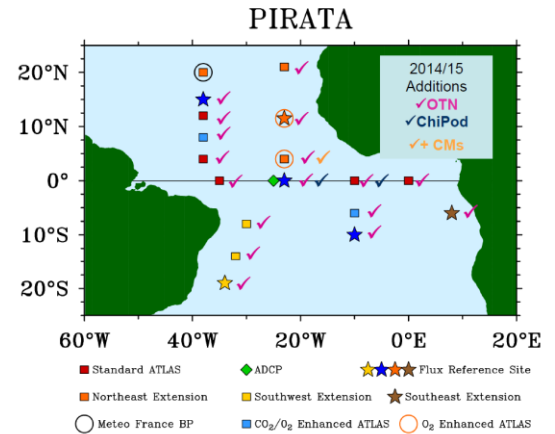 PIRATA
20°N
10°N
0°
10°S
20°S
2014/15
Additions
✓OTN
✓ChiPod
✓+ CMs
60°W 40°W 20°W 0°E 20°E
Standard ATLAS ADCP Flux Reference Site
Northeast Extension Southwest Extension Southeast Extension
Meteo France BP CO₂/O₂ Enhanced ATLAS O₂ Enhanced ATLAS